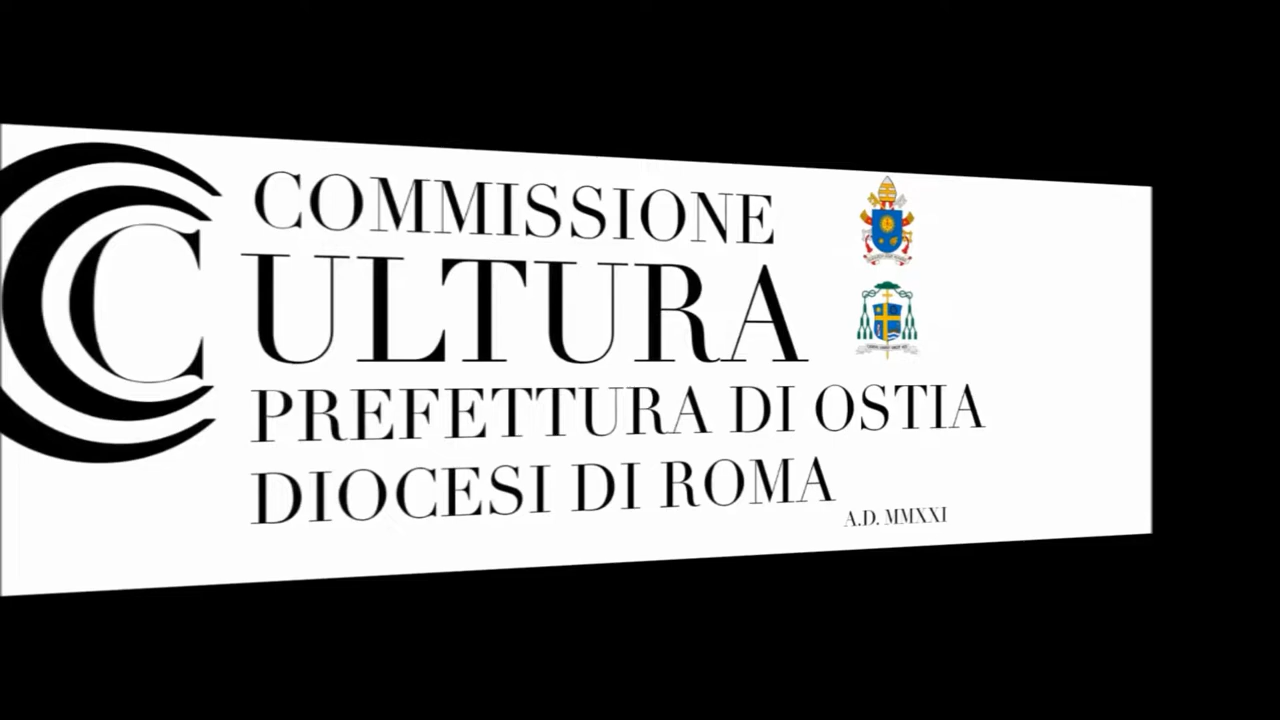 COMMISSIONE
CULTURA
PREFETTURA DI OSTIA
DIOCESI DI ROMA
A.D. MMXXI